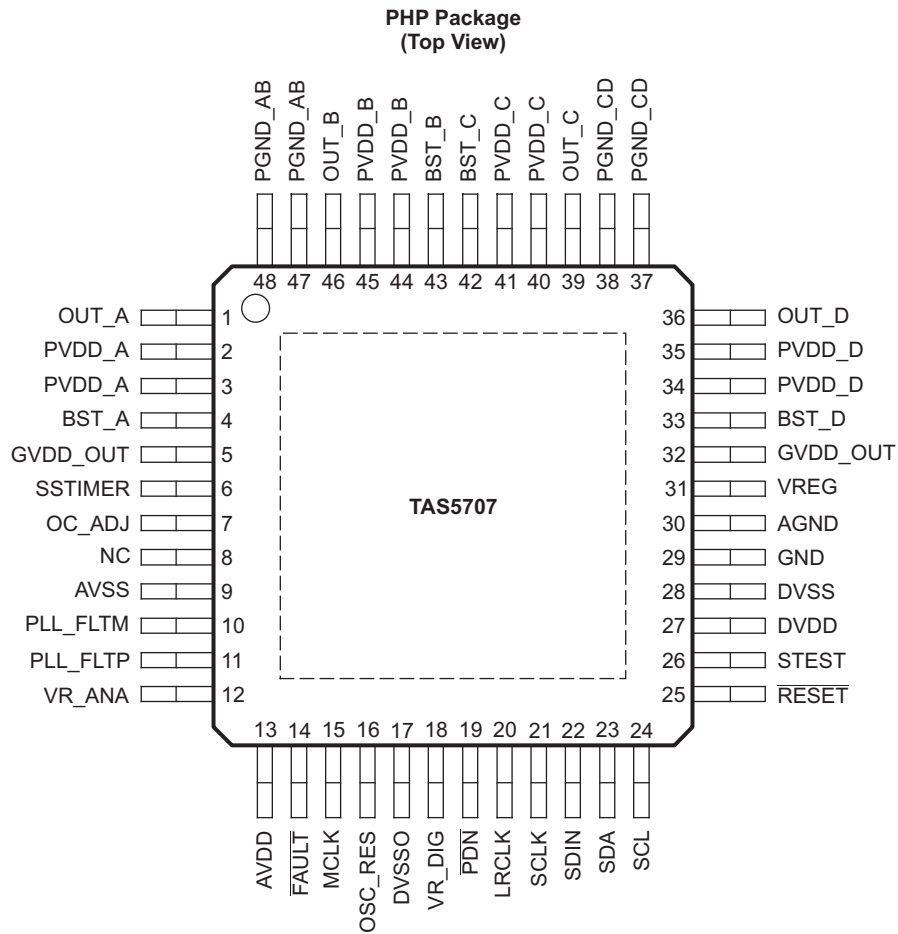 PHP Package
(Top View)
PGND_AB
PGND_AB
OUT_B
PVDD_B
PVDD_B
BST_B
BST_C
PVDD_C
PVDD_C
OUT_C
PGND_CD
PGND_CD
48 47 46 45 44 43 42 41 40 39 38 37
OUT_A 1
PVDD_A 2
PVDD_A 3
BST_A 4
GVDD_OUT 5
SSTIMER 6
OC_ADJ 7
NC 8
AVSS 9
PLL_FLTM 10
PLL_FLTP 11
VR_ANA 12
TAS5707
36 OUT_D
35 PVDD_D
34 PVDD_D
33 BST_D
32 GVDD_OUT
31 VREG
30 AGND
29 GND
28 DVSS
27 DVDD
26 STEST
25 RESET
13 14 15 16 17 18 19 20 21 22 23 24
AVDD
FAULT
MCLK
OSC_RES
DVSSO
VR_DIG
PDN
LRCLK
SCLK
SDIN
SDA
SCL